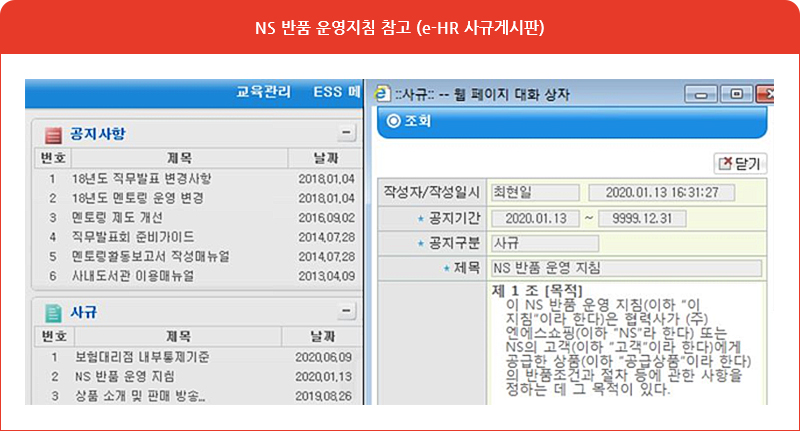 NS 반품 운영지침 참고 (e-HR 사규게시판)
교육관리 ESS 메
공지사항
번호 제목 날짜
1 18년도 직무발표 변경사항 2018.01.04
2 18년도 멘토링 운영 변경 2018.01.04
3 멘토링 제도 개선 2016.09.02
4 직무발표회 준비가이드 2014.07.28
5 멘토링활동보고서 작성매뉴얼 2014.07.28
6 사내도서관 이용매뉴얼 2013.04.09
사규
번호 제목 날짜
1 보험대리점 내부통제기준 2020.06.09
2 NS 반품 운영 지침 2020.01.13
3 상품 소개 및 판매 방송... 2019.08.26
::사규:: -- 웹 페이지 대화 상자
조회
닫기
작성자/작성일시 최현일 2020.01.13 16:31:27
* 공지기간 2020.01.13 ~ 9999.12.31
* 공지구분 사규
* 제목 NS 반품 운영 지침
제 1 조 [목적]
이 NS 반품 운영 지침(이하 "이
지침"이라 한다)은 협력사가 (주)
엔에스쇼핑(이하 "NS"라 한다) 또는
NS의 고객(이하 "고객"이라 한다)에게
공급한 상품(이하 "공급상품"이라 한다)
의 반품조건과 절차 등에 관한 사항을
정하는 데 그 목적이 있다.